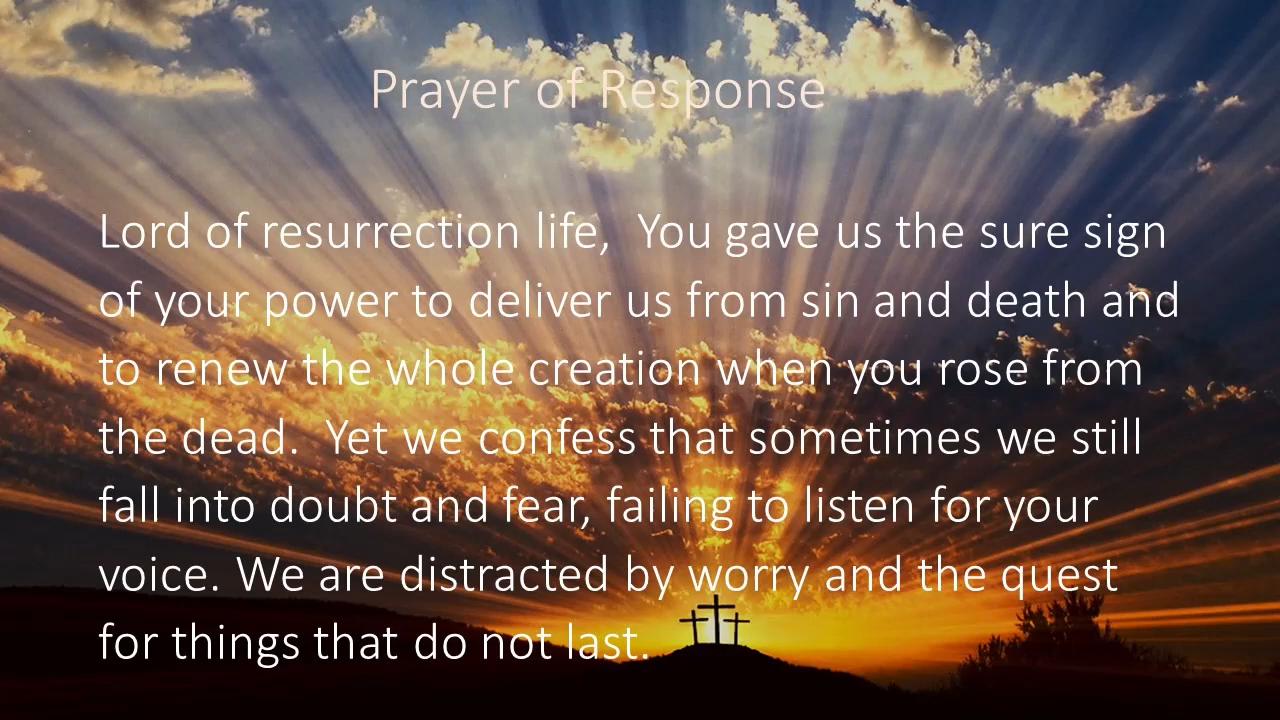 Prayer of Response
Lord of resurrection life,  You gave us the sure sign
of your power to deliver us from sin and death and
to renew the whole creation when you rose from
the dead.  Yet we confess that sometimes we still
fall into doubt and fear, failing to listen for your
voice. We are distracted by worry and the quest
for things that do not last.